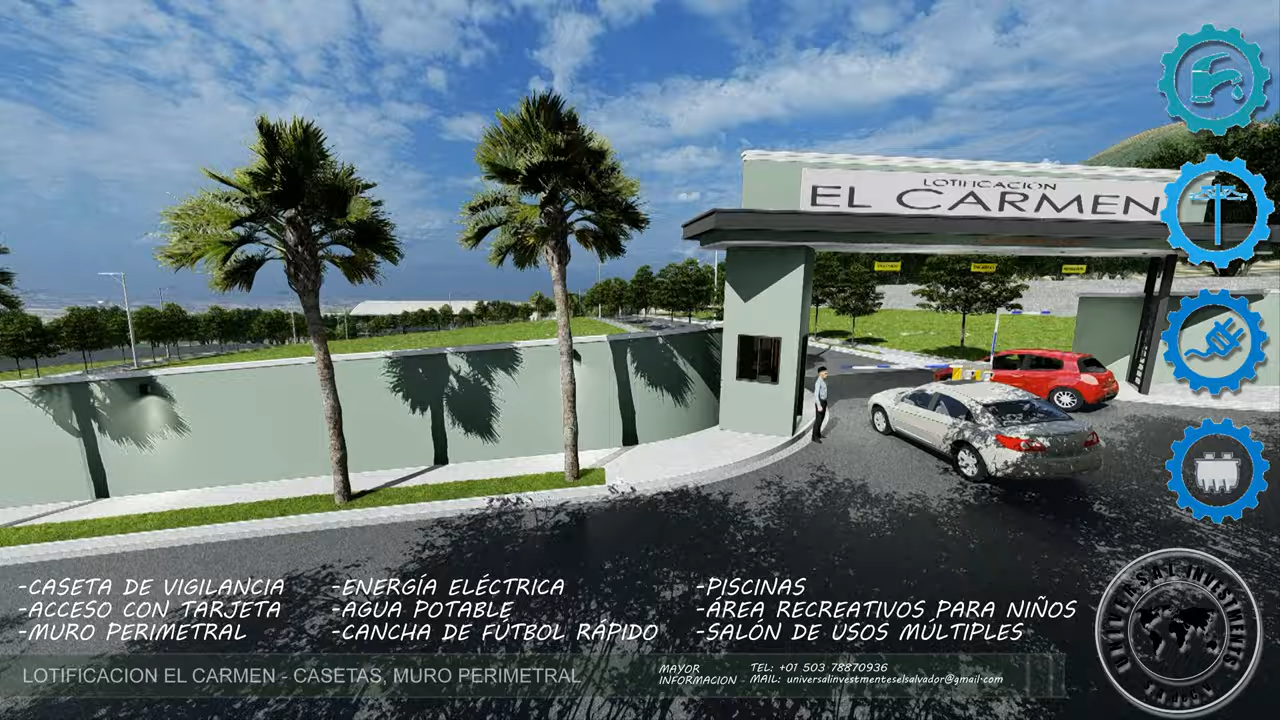 LOTIFICACION
EL CARMEN
-CASETA DE VIGILANCIA
-ACCESO CON TARJETA
-MURO PERIMETRAL
-ENERGÍA ELÉCTRICA
-AGUA POTABLE
-CANCHA DE FÚTBOL RÁPIDO
-PISCINAS
-ÁREA RECREATIVOS PARA NIÑOS
-SALÓN DE USOS MÚLTIPLES
LOTIFICACION EL CARMEN - CASETAS, MURO PERIMETRAL
MAYOR
INFORMACION -
TEL: +01 503 78870936
MAIL: universalinvestmenteselsalvador@gmail.com
UNIVERSAL INVESTMENTS